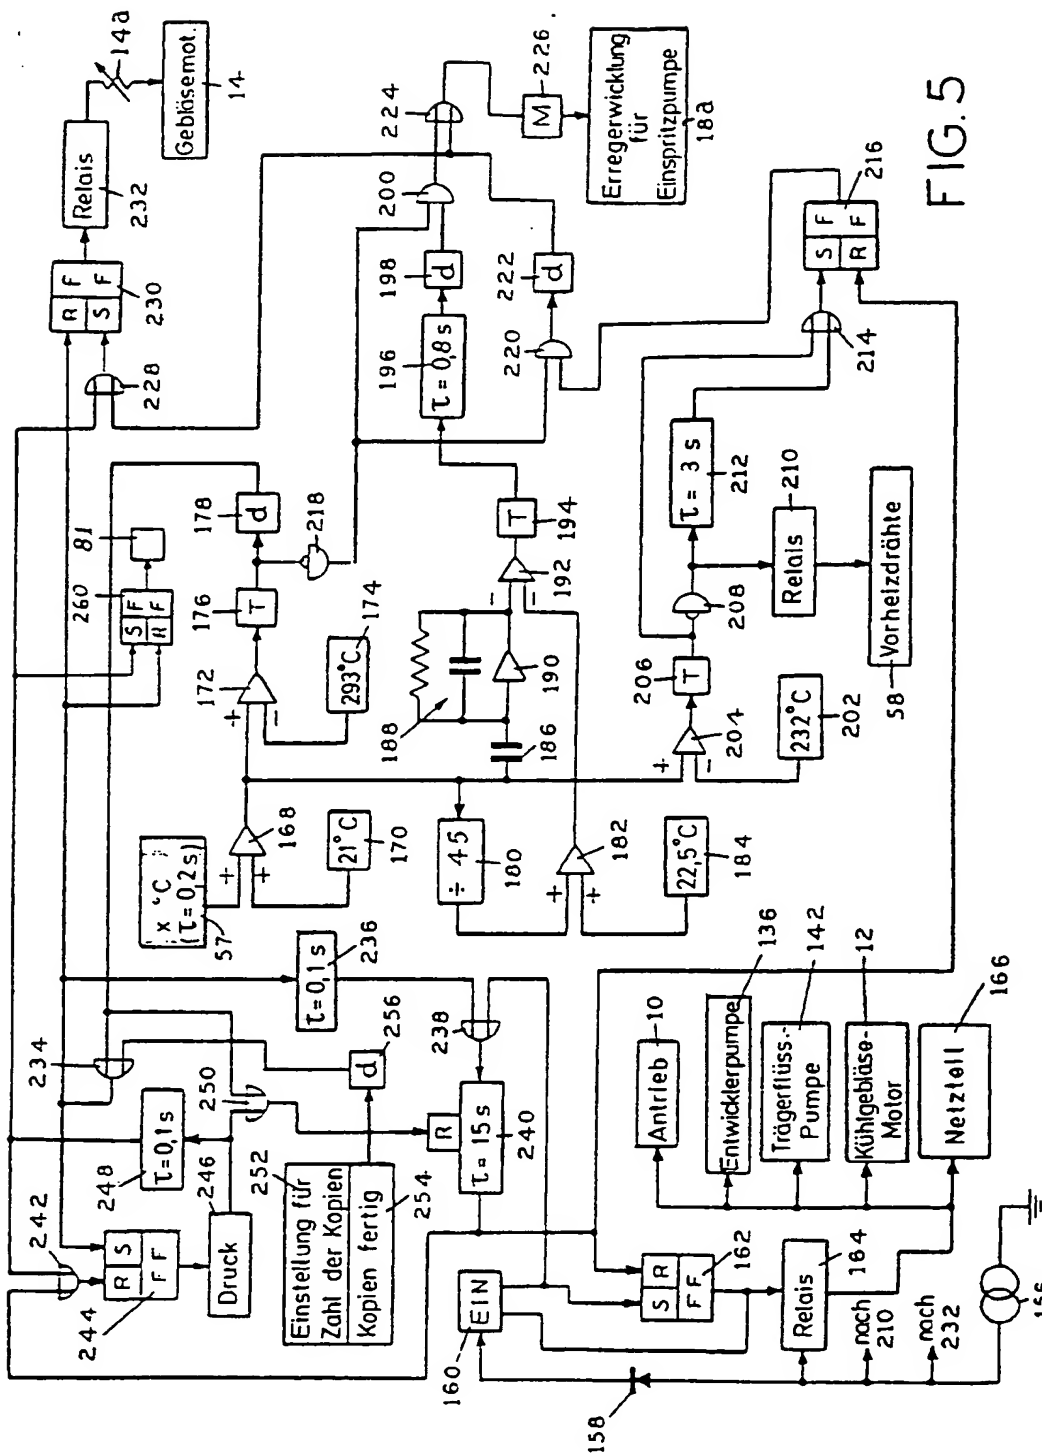 14a
Gebläsemot.
14
Relais
232
R F
S F
230
228
81
260
S F
R F
178
d
176
T
218
172
+
−
293°C
174
x °C
(τ=0,2s)
57
168
+
+
21°C
170
234
250
248
τ=0,1s
246
Druck
242
R S
F F
244
236
τ=0,1 s
238
256
d
252
Einstellung für
Zahl der Kopien
Kopien fertig
254
R
τ=15 s
240
196
τ=0,8s
198
d
200
224
M
226
Erregerwicklung
für
Einspritzpumpe
18a
222
d
220
188
190
186
−
−
192
T
194
÷ 45
180
+
+
182
22,5°C
184
206
T
208
+
−
204
232°C
202
τ= 3 s
212
Relais
210
58
Vorheizdrähte
214
S F
R F
216
160
EIN
S R
F F
162
Relais
164
158
nach
210
nach
232
Antrieb
10
Entwicklerpumpe
136
Trägerflüss.-
Pumpe
142
Kühlgebläse-
Motor
12
Netzteil
166
FIG. 5